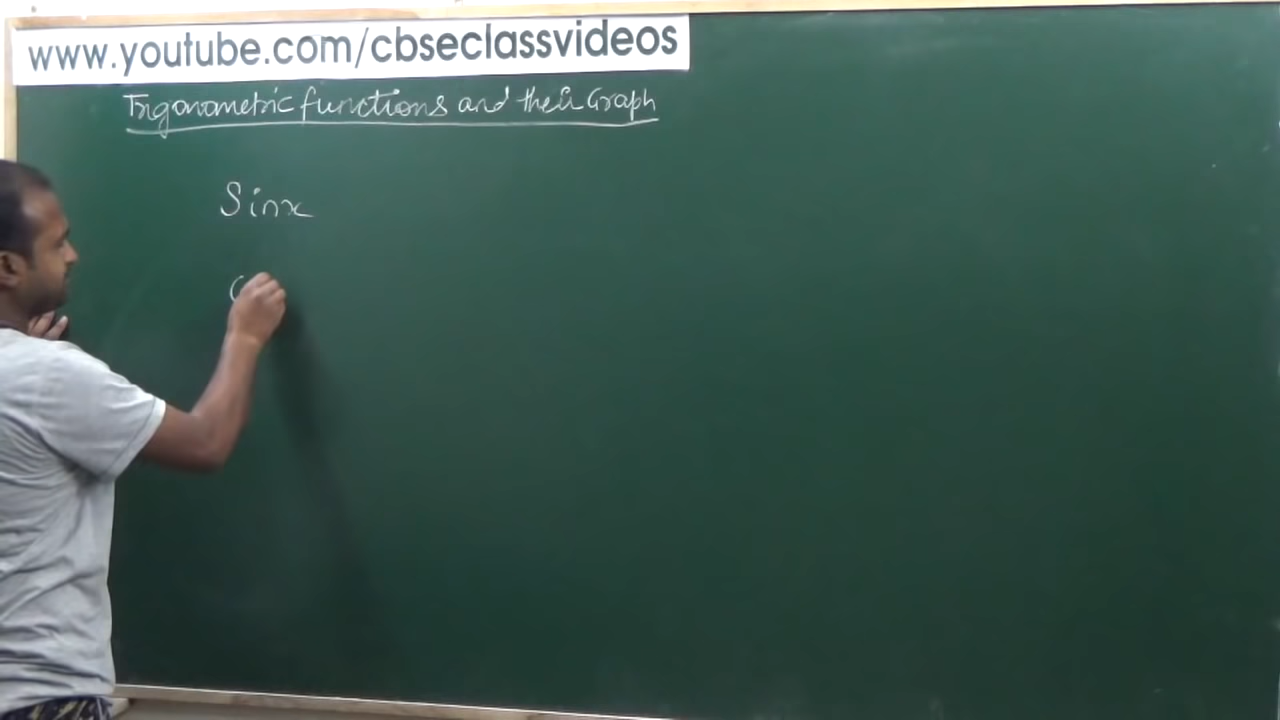 www.youtube.com/cbseclassvideos
Trigonometric functions and their Graph
Sinx
C